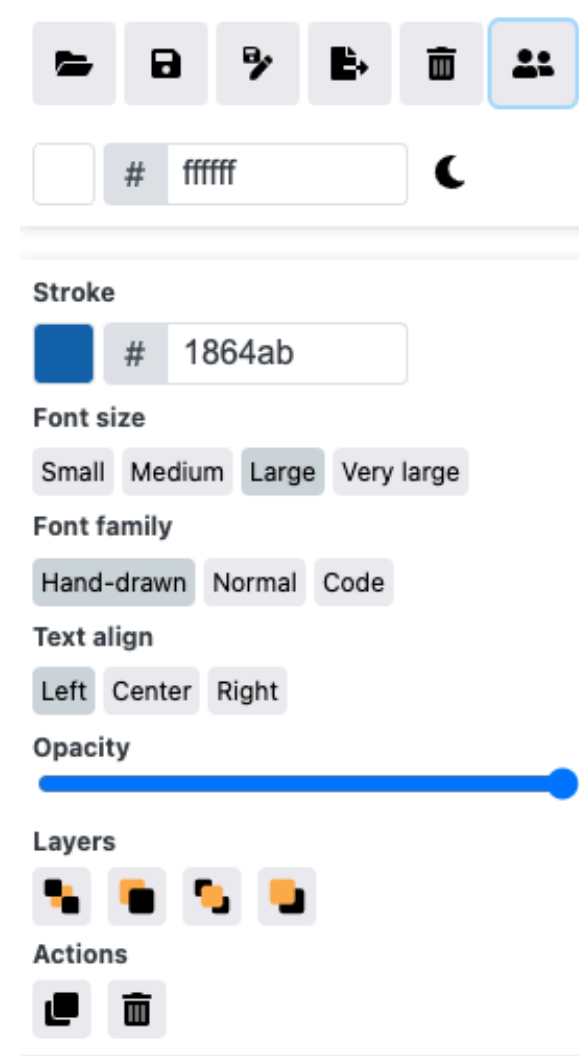 # ffffff
Stroke
# 1864ab
Font size
Small Medium Large Very large
Font family
Hand-drawn Normal Code
Text align
Left Center Right
Opacity
Layers
Actions